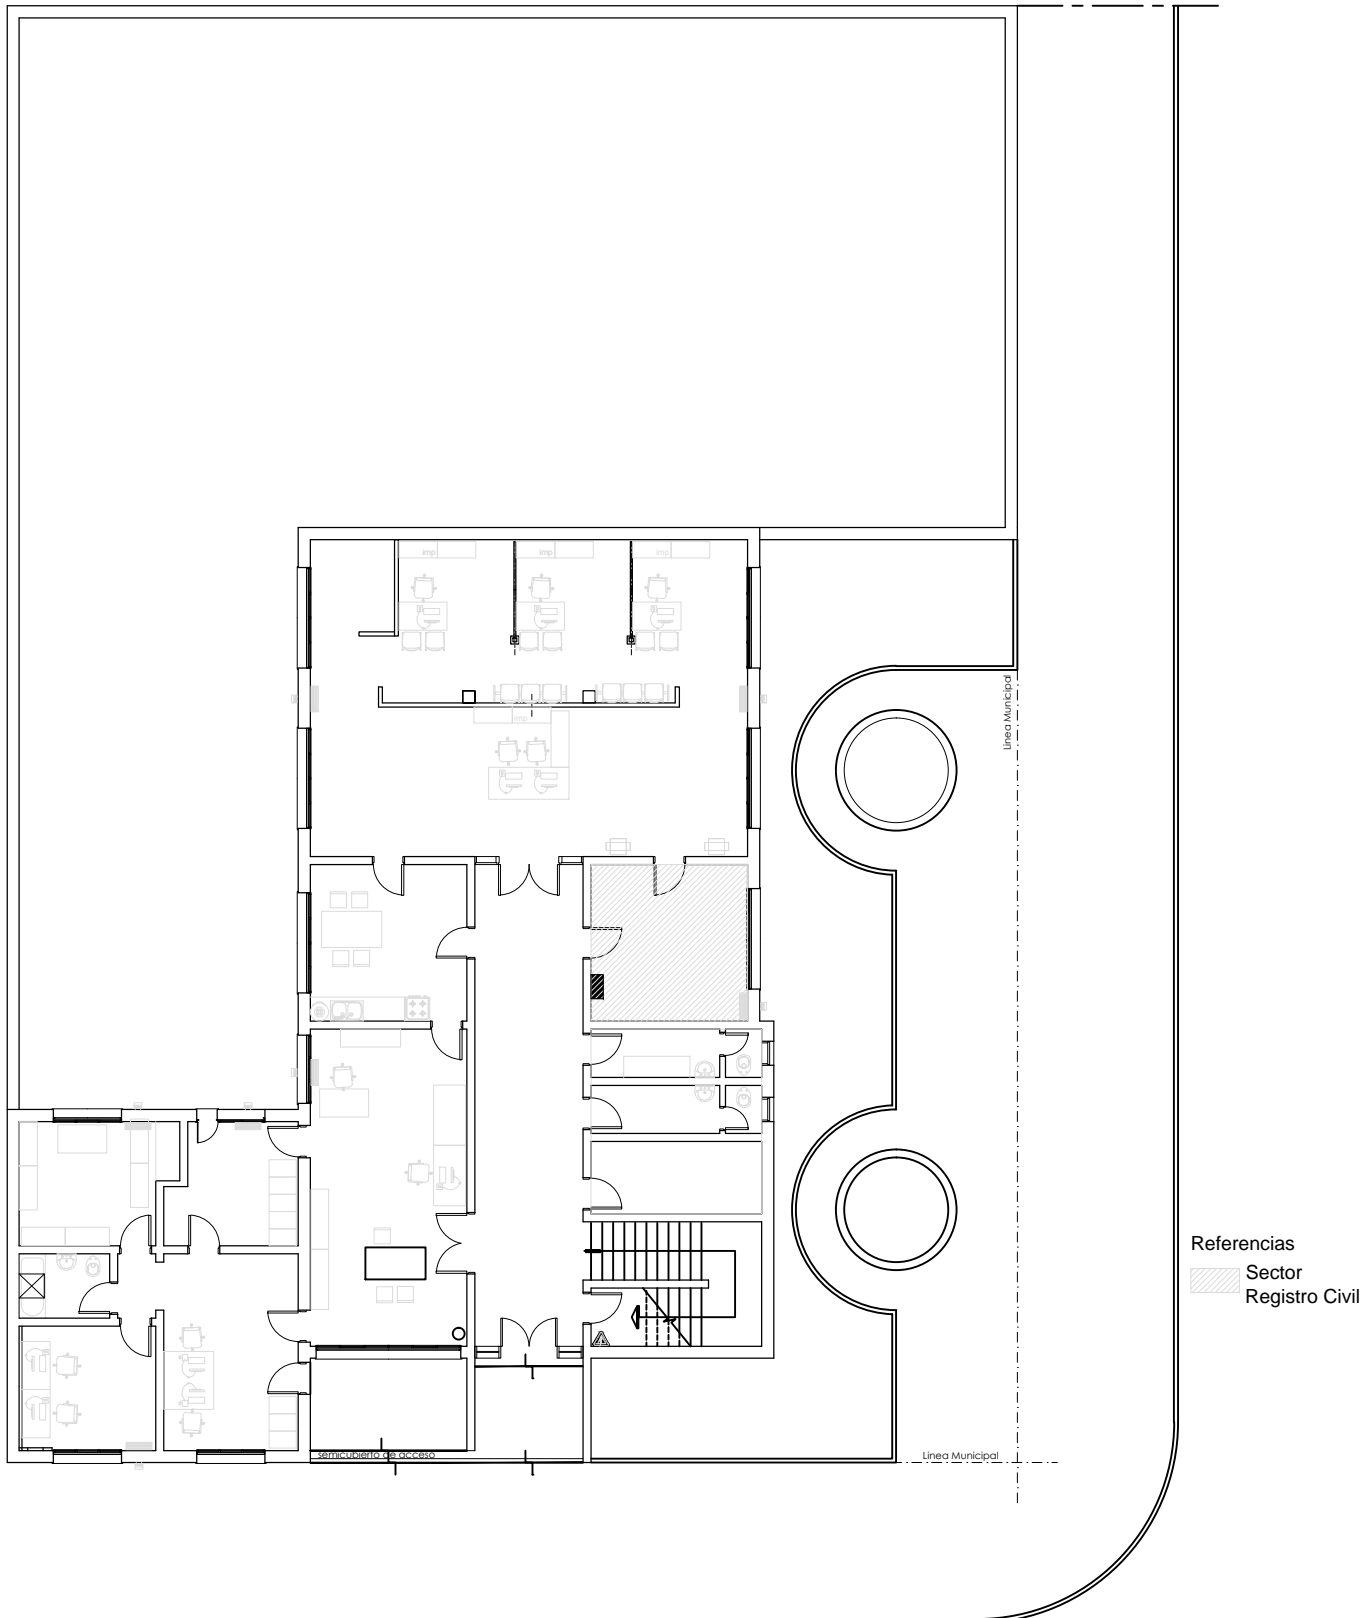 imp
imp
imp
Linea Municipal
imp
Referencias
Sector
Registro Civil
semicubierto de acceso
Linea Municipal